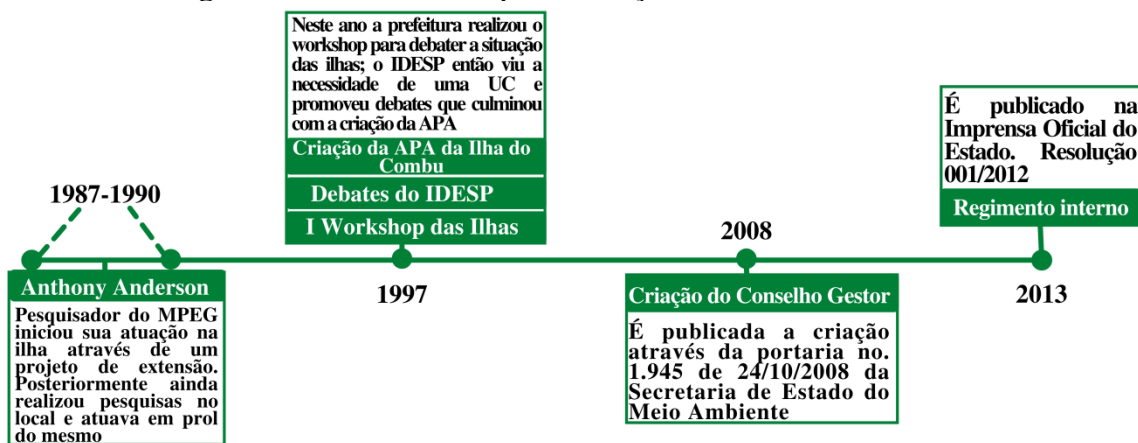 Neste ano a prefeitura realizou o
workshop para debater a situação
das ilhas; o IDESP então viu a
necessidade de uma UC e
promoveu debates que culminou
com a criação da APA
Criação da APA da Ilha do
Combu
Debates do IDESP
I Workshop das Ilhas
1997
1987-1990
Anthony Anderson
Pesquisador do MPEG
iniciou sua atuação na
ilha através de um
projeto de extensão.
Posteriormente ainda
realizou pesquisas no
local e atuava em prol
do mesmo
2008
Criação do Conselho Gestor
É publicada a criação
através da portaria no.
1.945 de 24/10/2008 da
Secretaria de Estado do
Meio Ambiente
É publicado na
Imprensa Oficial do
Estado. Resolução
001/2012
Regimento interno
2013